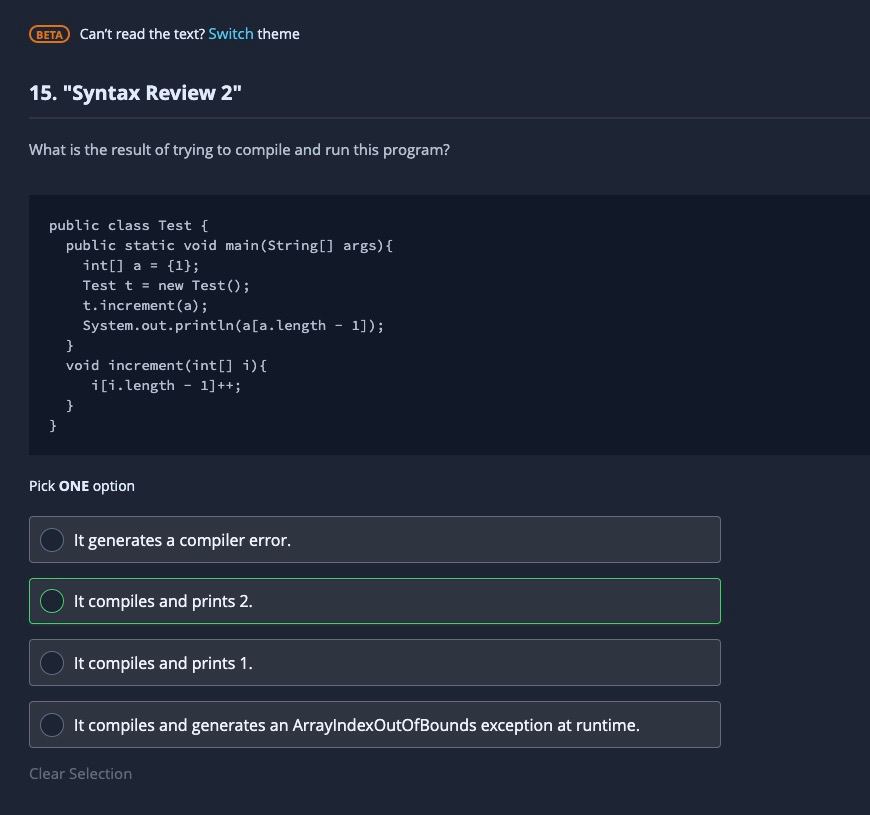 BETA Can't read the text? Switch theme
15. "Syntax Review 2"
What is the result of trying to compile and run this program?
public class Test {
  public static void main(String[] args){
    int[] a = {1};
    Test t = new Test();
    t.increment(a);
    System.out.println(a[a.length - 1]);
  }
  void increment(int[] i){
     i[i.length - 1]++;
  }
}
Pick ONE option
It generates a compiler error.
It compiles and prints 2.
It compiles and prints 1.
It compiles and generates an ArrayIndexOutOfBounds exception at runtime.
Clear Selection